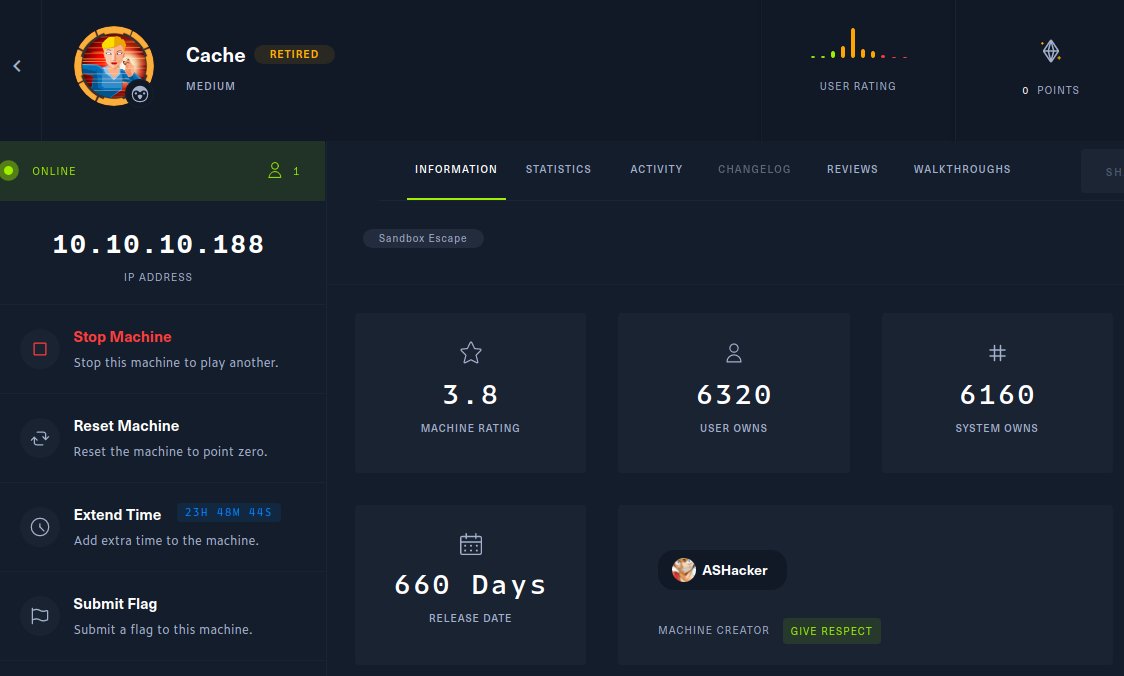 Cache RETIRED
MEDIUM
USER RATING
0 POINTS
ONLINE 1
INFORMATION STATISTICS ACTIVITY CHANGELOG REVIEWS WALKTHROUGHS SH
10.10.10.188
IP ADDRESS
Sandbox Escape
Stop Machine
Stop this machine to play another.
Reset Machine
Reset the machine to point zero.
Extend Time 23H 48M 44S
Add extra time to the machine.
Submit Flag
Submit a flag to this machine.
3.8
MACHINE RATING
6320
USER OWNS
6160
SYSTEM OWNS
660 Days
RELEASE DATE
ASHacker
MACHINE CREATOR GIVE RESPECT